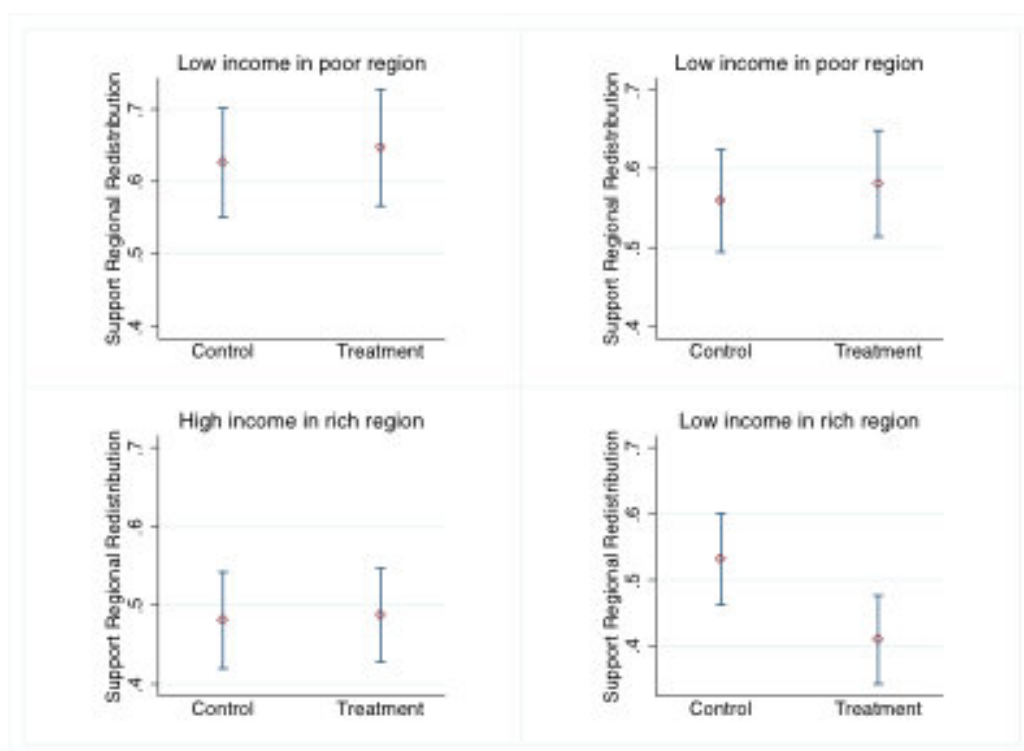 Low income in poor region
Support Regional Redistribution
.7
.6
.5
.4
Control Treatment
Low income in poor region
Support Regional Redistribution
.7
.6
.5
.4
Control Treatment
High income in rich region
Support Regional Redistribution
.7
.6
.5
.4
Control Treatment
Low income in rich region
Support Regional Redistribution
.7
.6
.5
.4
Control Treatment